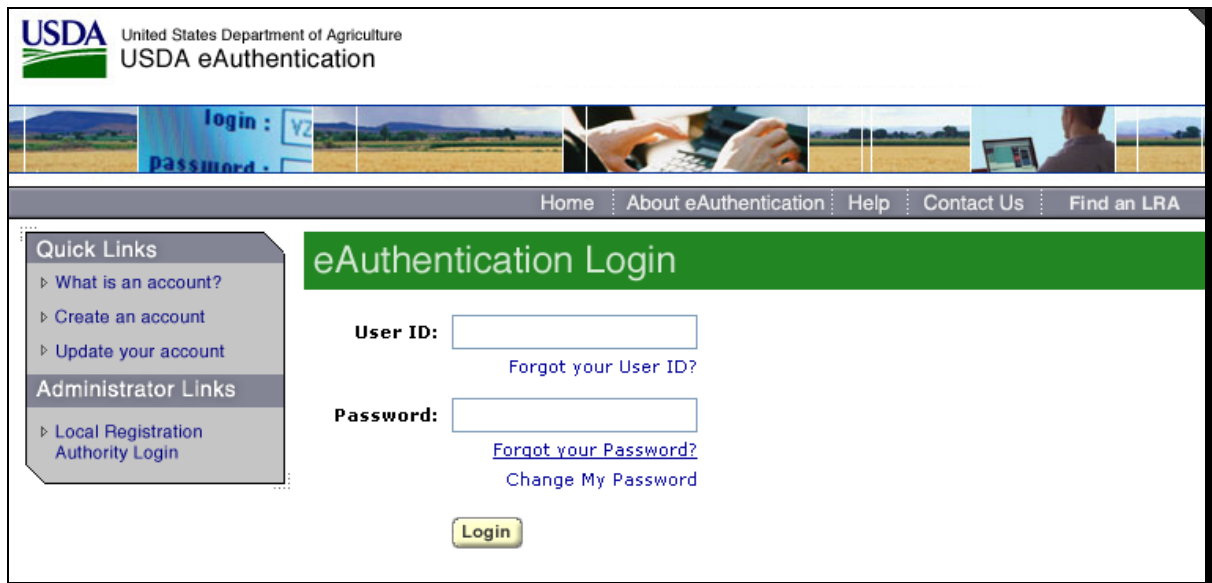 USDA
United States Department of Agriculture
USDA eAuthentication
login :
password :
Home
About eAuthentication
Help
Contact Us
Find an LRA
Quick Links
What is an account?
Create an account
Update your account
Administrator Links
Local Registration
Authority Login
eAuthentication Login
User ID:
Forgot your User ID?
Password:
Forgot your Password?
Change My Password
Login